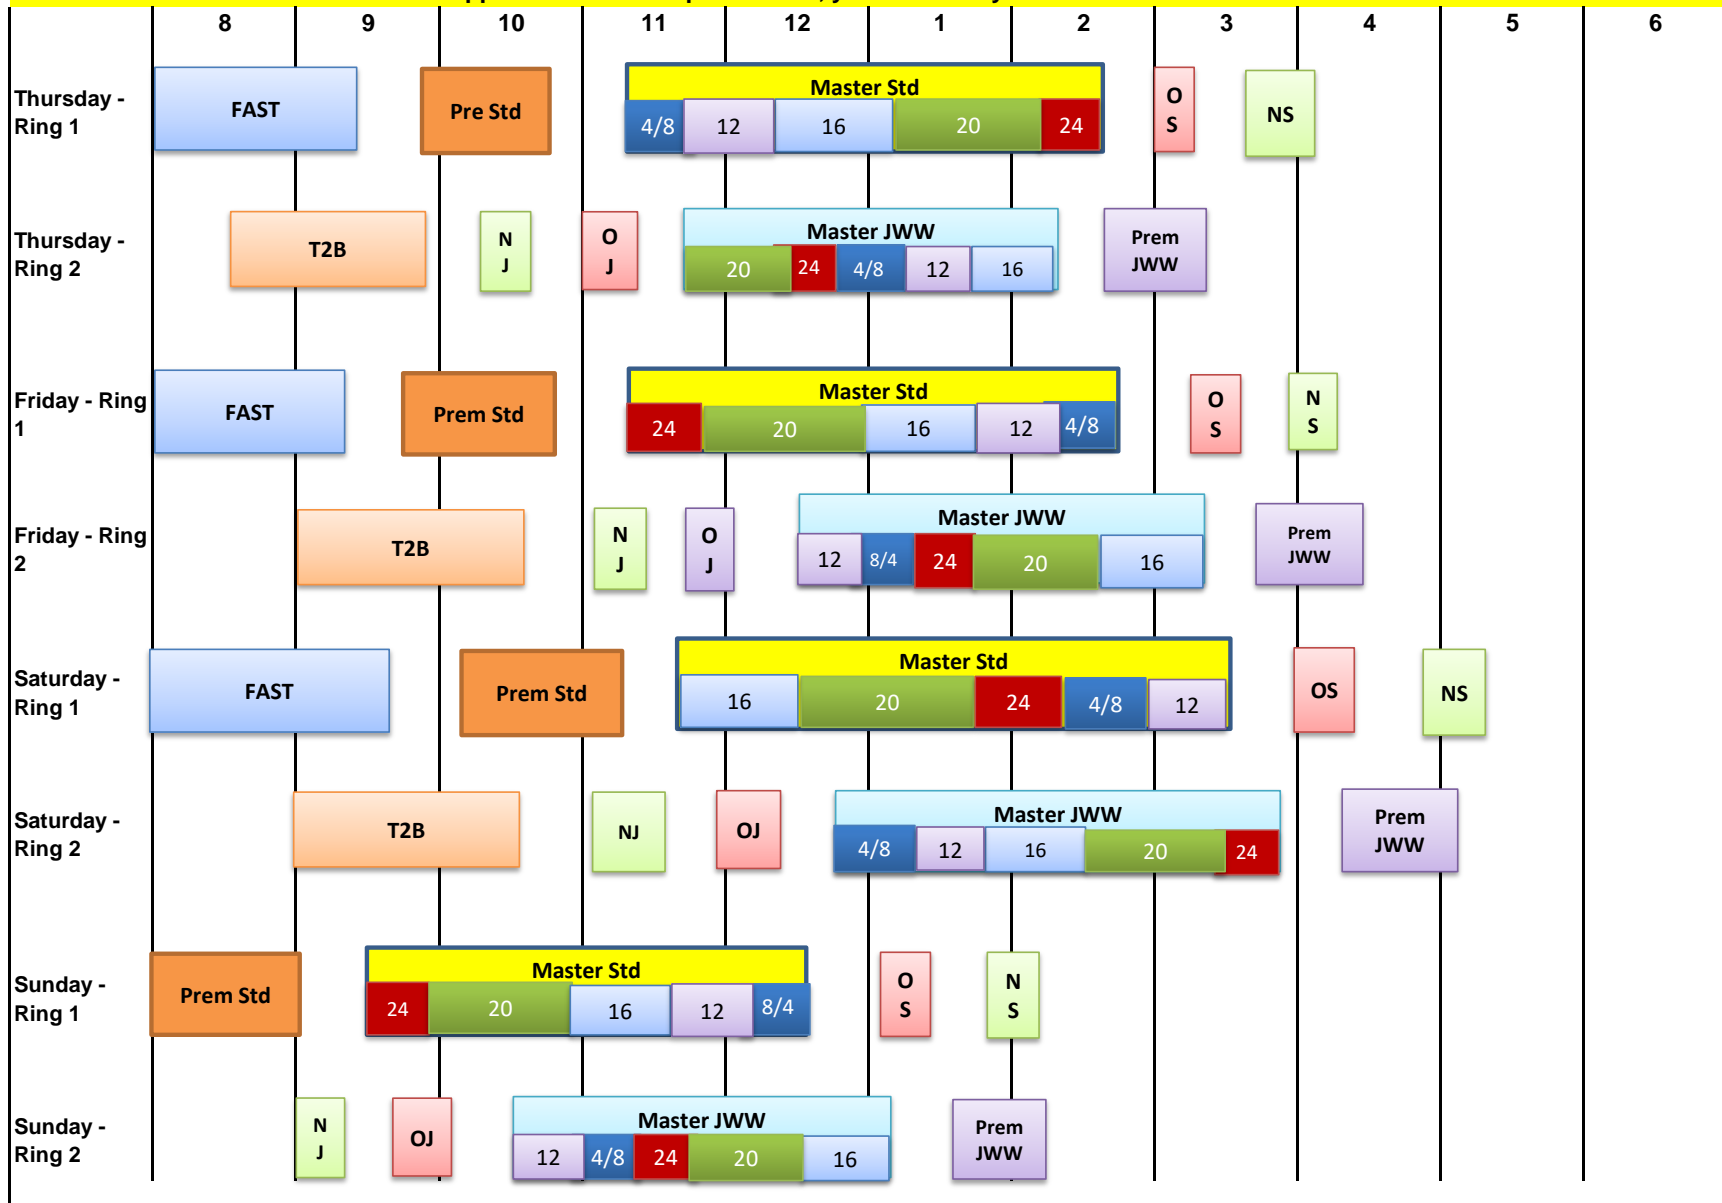 8 9 10 11 12 1 2 3 4 5 6
Thursday -
Ring 1
FAST
Pre Std
Master Std
4/8 12 16 20 24
O
S
NS
Thursday -
Ring 2
T2B
N
J
O
J
Master JWW
20 24 4/8 12 16
Prem
JWW
Friday - Ring
1
FAST
Prem Std
Master Std
24 20 16 12 4/8
O
S
N
S
Friday - Ring
2
T2B
N
J
O
J
Master JWW
12 8/4 24 20 16
Prem
JWW
Saturday -
Ring 1
FAST
Prem Std
Master Std
16 20 24 4/8 12
OS
NS
Saturday -
Ring 2
T2B
NJ
OJ
Master JWW
4/8 12 16 20 24
Prem
JWW
Sunday -
Ring 1
Prem Std
Master Std
24 20 16 12 8/4
O
S
N
S
Sunday -
Ring 2
N
J
OJ
Master JWW
12 4/8 24 20 16
Prem
JWW